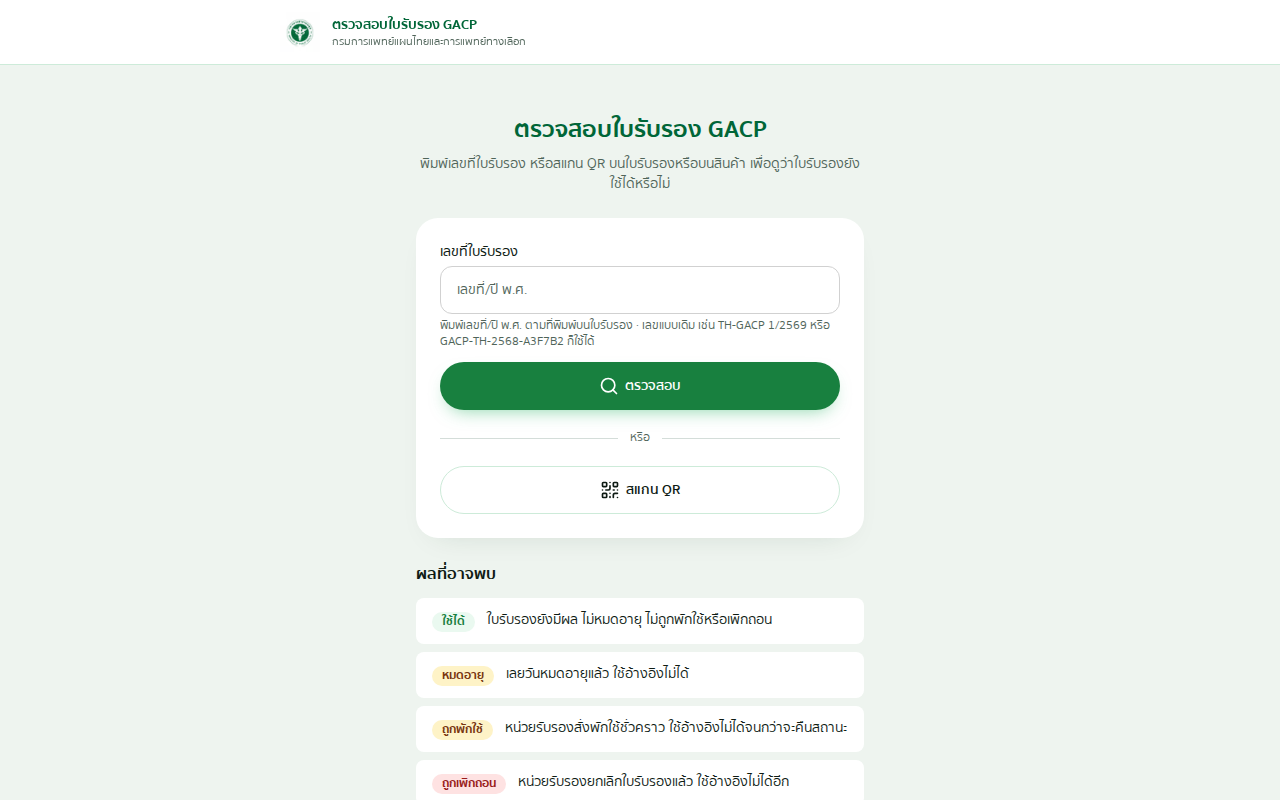 ตรวจสอบใบรับรอง GACP
กรมการแพทย์แผนไทยและการแพทย์ทางเลือก
ตรวจสอบใบรับรอง GACP
พิมพ์เลขที่ใบรับรอง หรือสแกน QR บนใบรับรองหรือบนสินค้า เพื่อดูว่าใบรับรองยัง
ใช้ได้หรือไม่
เลขที่ใบรับรอง
เลขที่/ปี พ.ศ.
พิมพ์เลขที่/ปี พ.ศ. ตามที่พิมพ์บนใบรับรอง · เลขแบบเดิม เช่น TH-GACP 1/2569 หรือ
GACP-TH-2568-A3F7B2 ก็ใช้ได้
ตรวจสอบ
หรือ
สแกน QR
ผลที่อาจพบ
ใช้ได้ ใบรับรองยังมีผล ไม่หมดอายุ ไม่ถูกพักใช้หรือเพิกถอน
หมดอายุ เลยวันหมดอายุแล้ว ใช้อ้างอิงไม่ได้
ถูกพักใช้ หน่วยรับรองสั่งพักใช้ชั่วคราว ใช้อ้างอิงไม่ได้จนกว่าจะคืนสถานะ
ถูกเพิกถอน หน่วยรับรองยกเลิกใบรับรองแล้ว ใช้อ้างอิงไม่ได้อีก